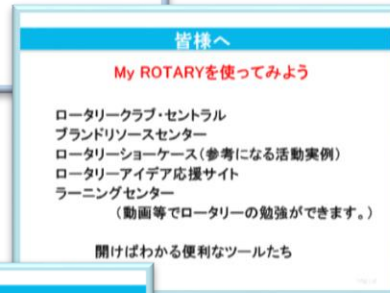 皆様へ
My ROTARYを使ってみよう
ロータリークラブ・セントラル
ブランドリソースセンター
ロータリーショーケース(参考になる活動実例)
ロータリーアイデア応援サイト
ラーニングセンター
(動画等でロータリーの勉強ができます。)
開けばわかる便利なツールたち